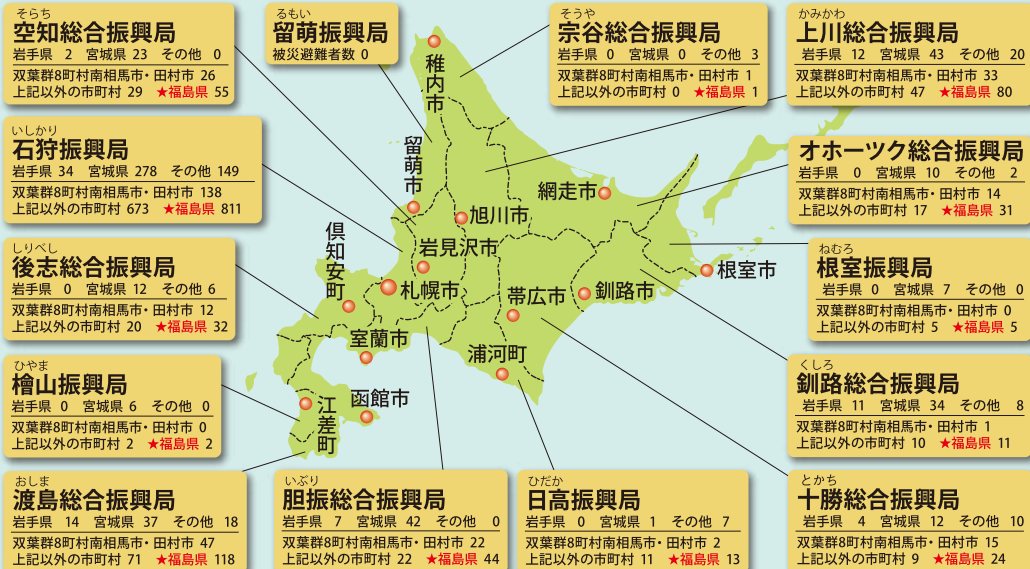 そらち
空知総合振興局
岩手県 2 宮城県 23 その他 0
双葉群8町村南相馬市・田村市 26
上記以外の市町村 29 ★福島県 55
るもい
留萌振興局
被災避難者数 0
そうや
宗谷総合振興局
岩手県 0 宮城県 0 その他 3
双葉群8町村南相馬市・田村市 1
上記以外の市町村 0 ★福島県 1
かみかわ
上川総合振興局
岩手県 12 宮城県 43 その他 20
双葉群8町村南相馬市・田村市 33
上記以外の市町村 47 ★福島県 80
いしかり
石狩振興局
岩手県 34 宮城県 278 その他 149
双葉群8町村南相馬市・田村市 138
上記以外の市町村 673 ★福島県 811
オホーツク総合振興局
岩手県 0 宮城県 10 その他 2
双葉群8町村南相馬市・田村市 14
上記以外の市町村 17 ★福島県 31
しりべし
後志総合振興局
岩手県 0 宮城県 12 その他 6
双葉群8町村南相馬市・田村市 12
上記以外の市町村 20 ★福島県 32
ねむろ
根室振興局
岩手県 0 宮城県 7 その他 0
双葉群8町村南相馬市・田村市 0
上記以外の市町村 5 ★福島県 5
ひやま
檜山振興局
岩手県 0 宮城県 6 その他 0
双葉群8町村南相馬市・田村市 0
上記以外の市町村 2 ★福島県 2
くしろ
釧路総合振興局
岩手県 11 宮城県 34 その他 8
双葉群8町村南相馬市・田村市 1
上記以外の市町村 10 ★福島県 11
おしま
渡島総合振興局
岩手県 14 宮城県 37 その他 18
双葉群8町村南相馬市・田村市 47
上記以外の市町村 71 ★福島県 118
いぶり
胆振総合振興局
岩手県 7 宮城県 42 その他 0
双葉群8町村南相馬市・田村市 22
上記以外の市町村 22 ★福島県 44
ひだか
日高振興局
岩手県 0 宮城県 1 その他 7
双葉群8町村南相馬市・田村市 2
上記以外の市町村 11 ★福島県 13
とかち
十勝総合振興局
岩手県 4 宮城県 12 その他 10
双葉群8町村南相馬市・田村市 15
上記以外の市町村 9 ★福島県 24
稚内市
留萌市
網走市
旭川市
倶知安町
岩見沢市
根室市
札幌市
帯広市
釧路市
室蘭市
浦河町
函館市
江差町